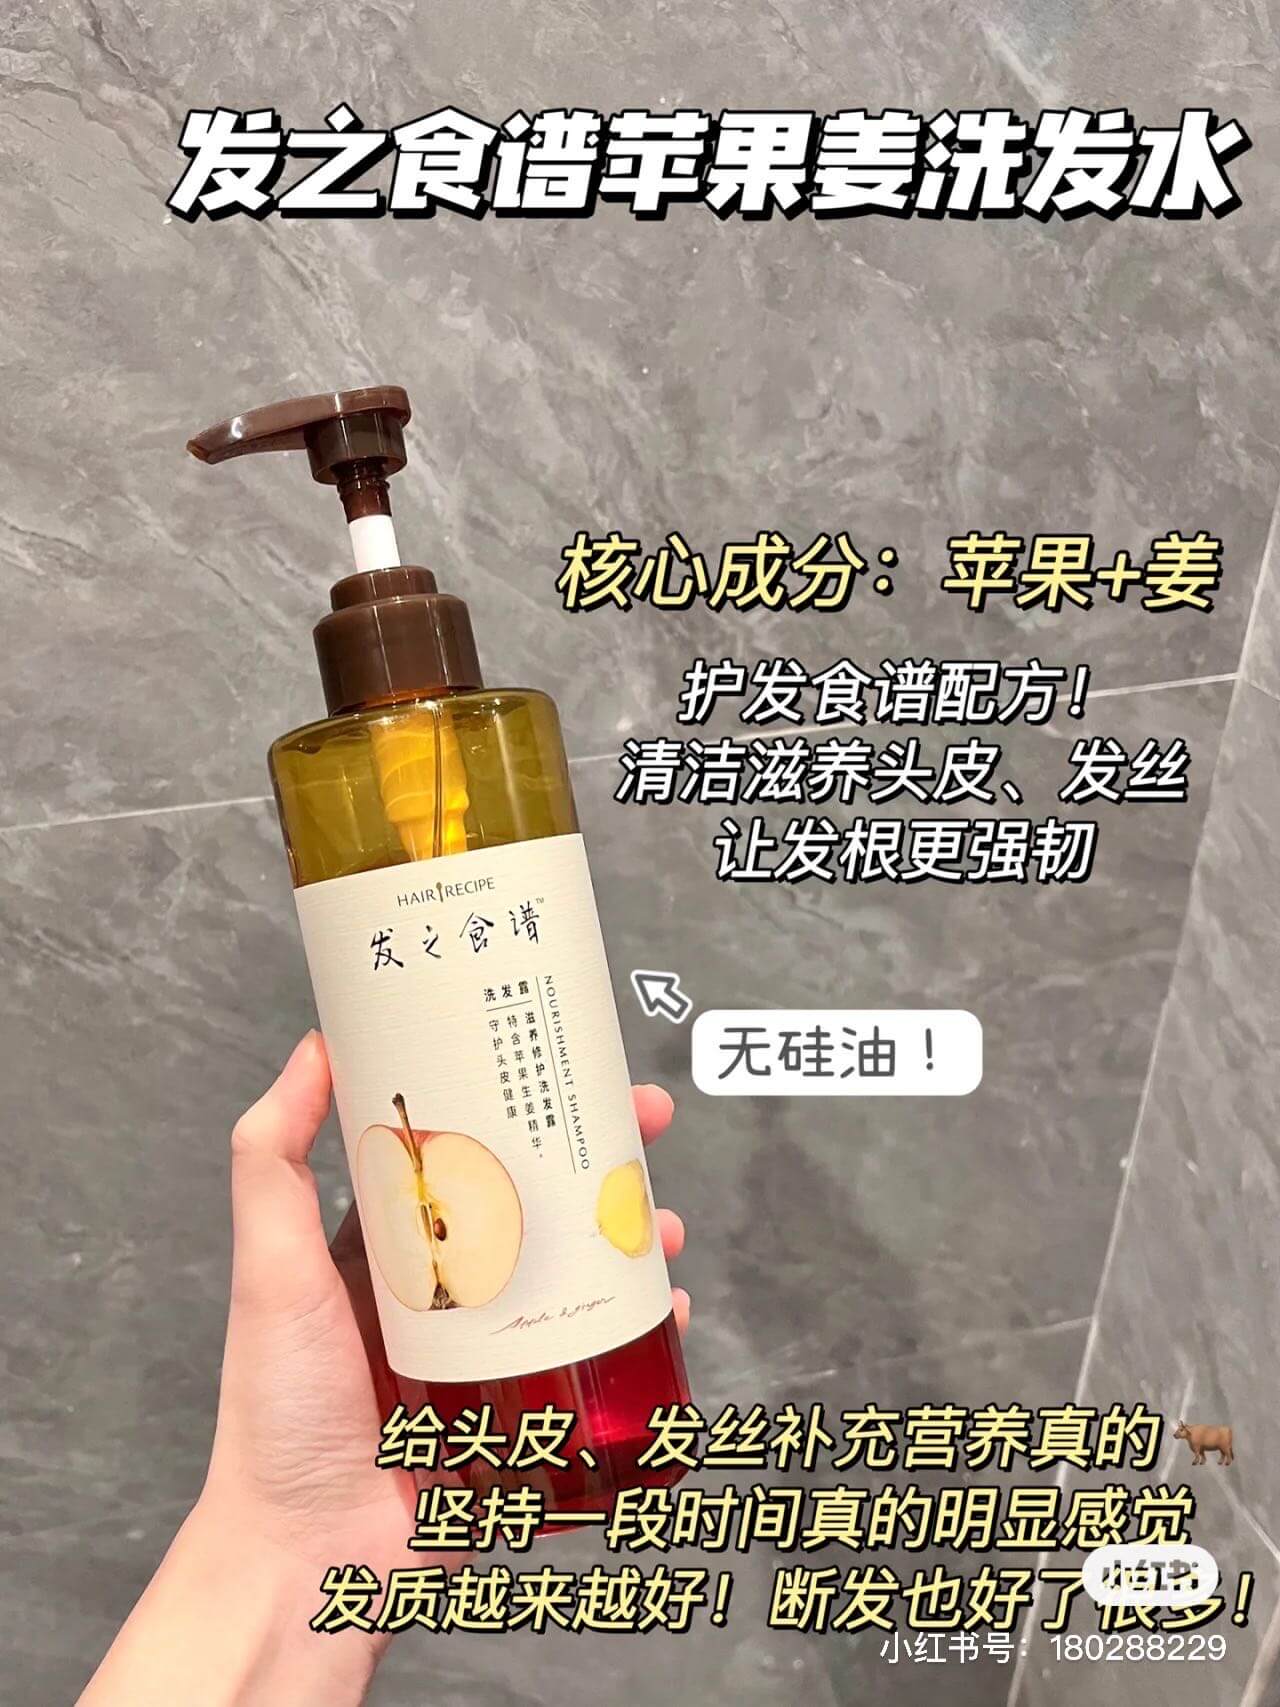 发之食谱苹果姜洗发水
核心成分：苹果+姜
护发食谱配方！
清洁滋养头皮、发丝
让发根更强韧
HAIR RECIPE
发之食谱™
洗发露
NOURISHMENT SHAMPOO
滋养修护洗发露
特含苹果生姜精华。
守护头皮健康
无硅油！
Apple & ginger
给头皮、发丝补充营养真的🐂
坚持一段时间真的明显感觉
发质越来越好！断发也好了很多！
小红书
小红书号：180288229